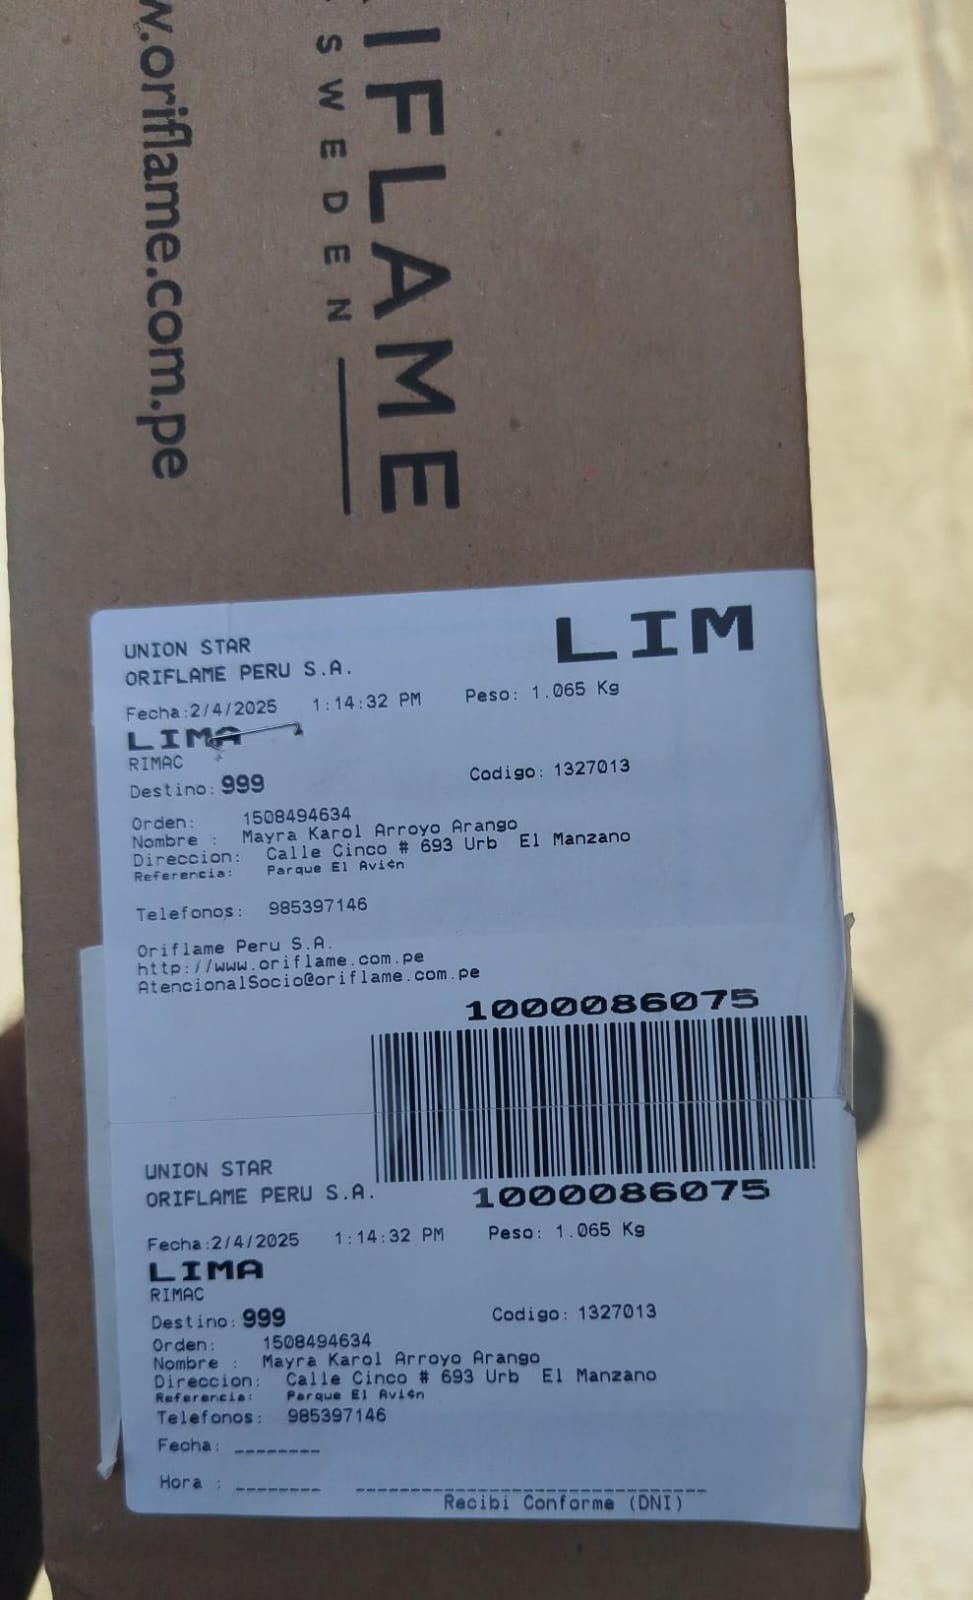 www.oriflame.com.pe
IFLAME
SWEDEN
UNION STAR
LIM
ORIFLAME PERU S.A.
Fecha:2/4/2025 1:14:32 PM Peso: 1.065 Kg
LIMA
RIMAC
Destino: 999 Codigo: 1327013
Orden: 1508494634
Nombre : Mayra Karol Arroyo Arango
Direccion: Calle Cinco # 693 Urb El Manzano
Referencia: Parque El Avi¢n
Telefonos: 985397146
Oriflame Peru S.A.
http://www.oriflame.com.pe
AtencionalSocio@oriflame.com.pe
1000086075
UNION STAR
ORIFLAME PERU S.A.
1000086075
Fecha:2/4/2025 1:14:32 PM Peso: 1.065 Kg
LIMA
RIMAC
Destino: 999 Codigo: 1327013
Orden: 1508494634
Nombre : Mayra Karol Arroyo Arango
Direccion: Calle Cinco # 693 Urb El Manzano
Referencia: Parque El Avi¢n
Telefonos: 985397146
Fecha: ________
Hora : ________
Recibi Conforme (DNI)